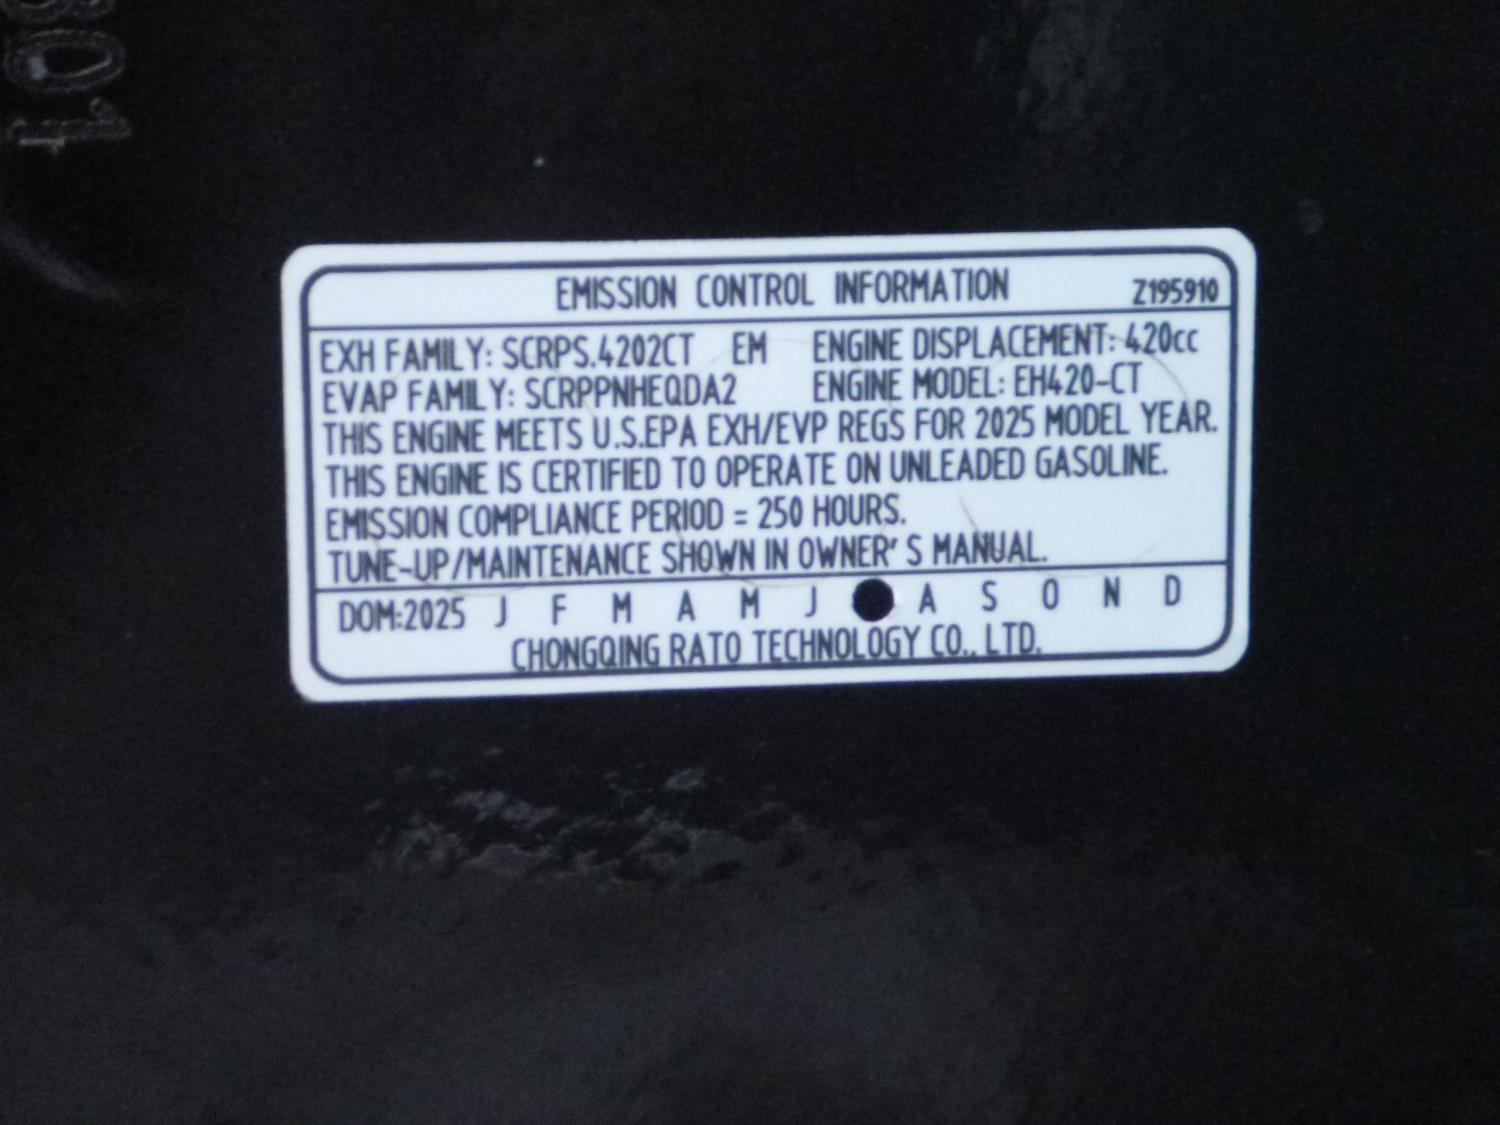 EMISSION CONTROL INFORMATION Z195910
EXH FAMILY: SCRPS.4202CT EM ENGINE DISPLACEMENT: 420cc
EVAP FAMILY: SCRPPNHEQDA2 ENGINE MODEL: EH420-CT
THIS ENGINE MEETS U.S.EPA EXH/EVP REGS FOR 2025 MODEL YEAR.
THIS ENGINE IS CERTIFIED TO OPERATE ON UNLEADED GASOLINE.
EMISSION COMPLIANCE PERIOD = 250 HOURS.
TUNE-UP/MAINTENANCE SHOWN IN OWNER' S MANUAL.
DOM:2025 J F M A M J A S O N D
CHONGQING RATO TECHNOLOGY CO., LTD.